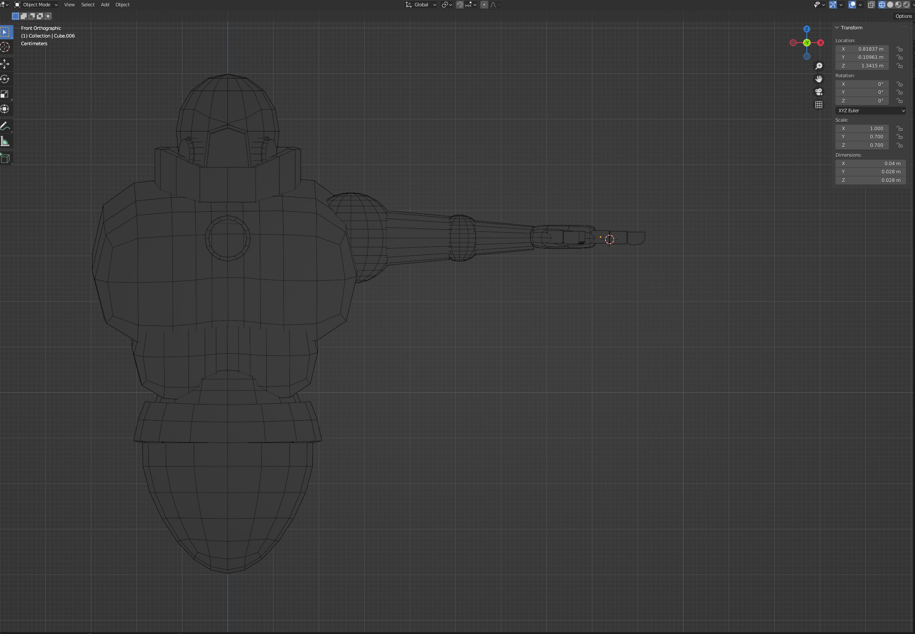 Object Mode View Select Add Object Global
Options
Front Orthographic
(1) Collection | Cube.006
Centimeters
Z
X
Transform
Location:
X 0.81837 m
Y -0.10961 m
Z 1.3415 m
Rotation:
X 0°
Y 0°
Z 0°
XYZ Euler
Scale:
X 1.000
Y 0.700
Z 0.700
Dimensions:
X 0.04 m
Y 0.028 m
Z 0.028 m